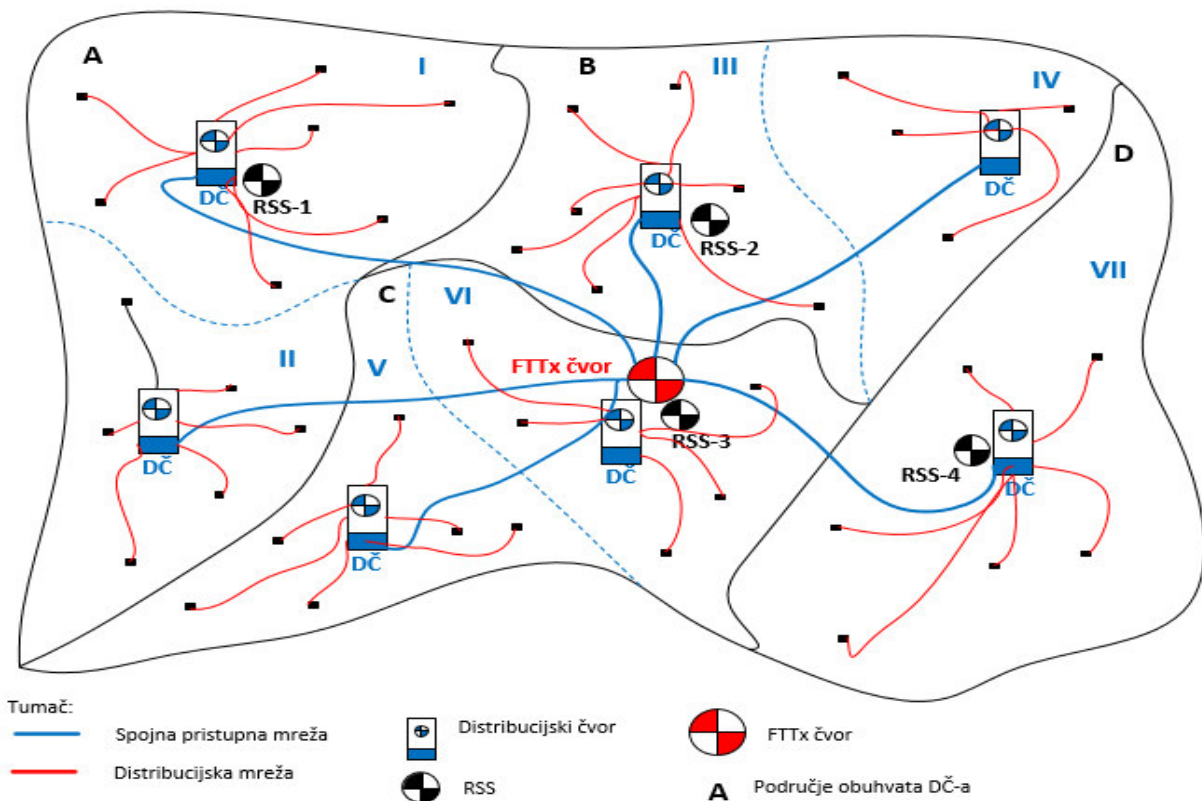 A
I
B
III
IV
D
DČ
RSS-1
DČ
RSS-2
DČ
VII
C
VI
II
V
FTTx čvor
RSS-3
DČ
DČ
RSS-4
DČ
DČ
Tumač:
Spojna pristupna mreža
Distribucijska mreža
Distribucijski čvor
RSS
FTTx čvor
A Područje obuhvata DČ-a